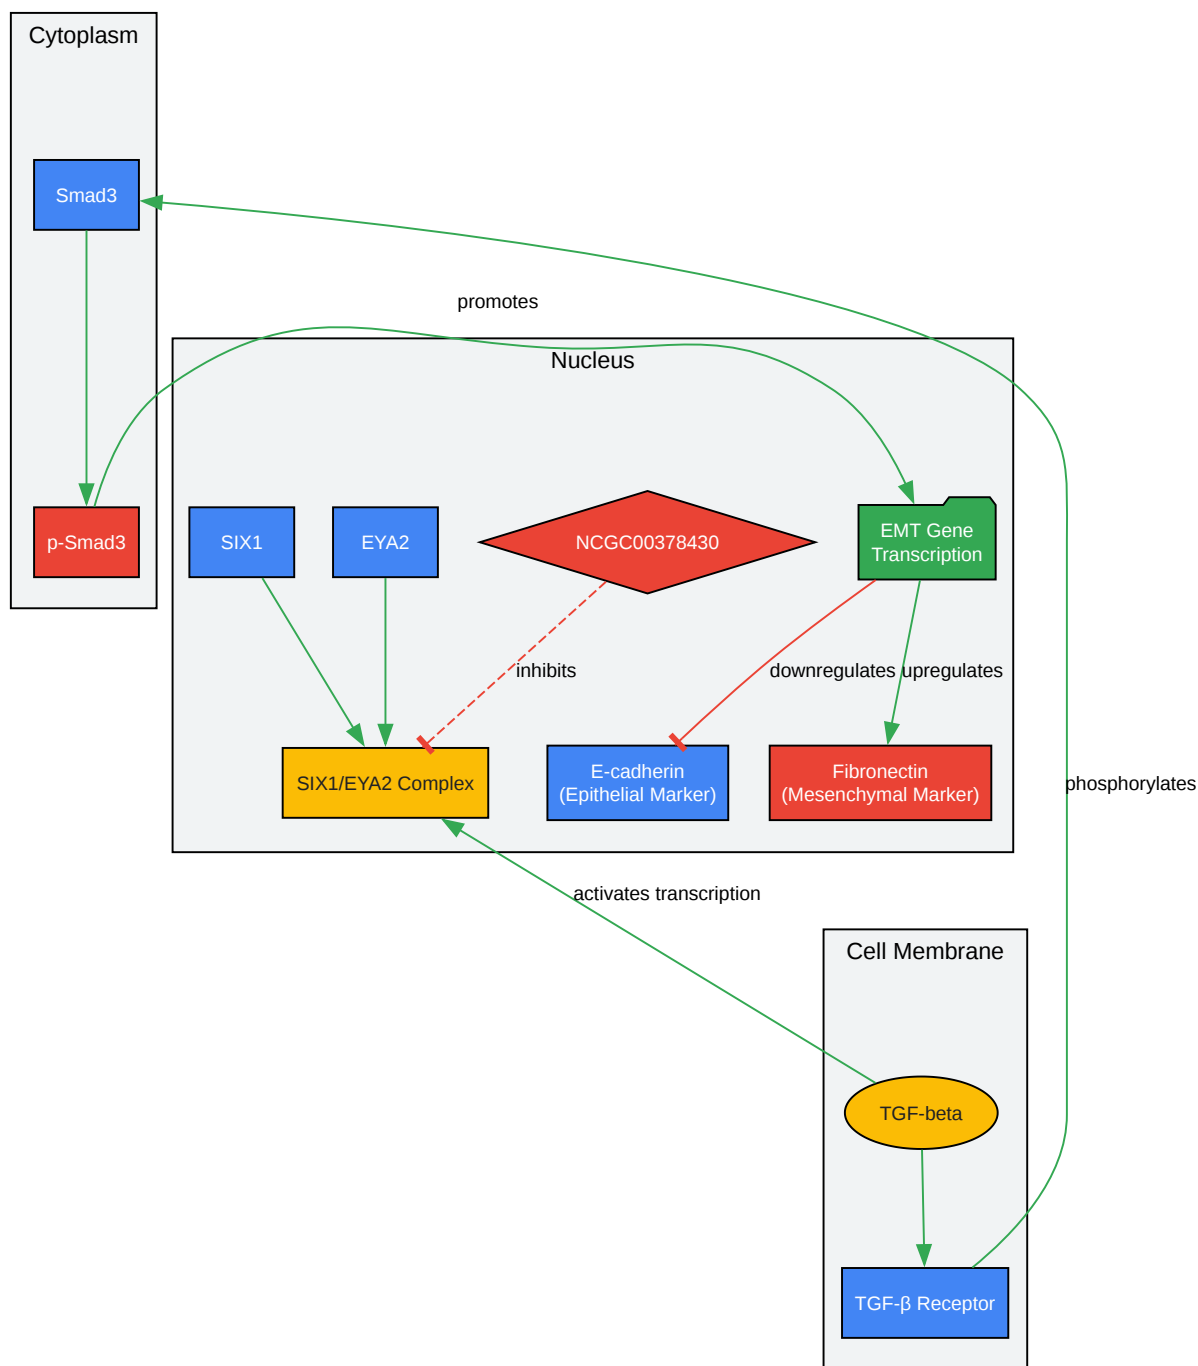 Cytoplasm
Smad3
promotes
Nucleus
p-Smad3
SIX1
EYA2
NCGC00378430
EMT Gene
Transcription
inhibits
downregulates
upregulates
SIX1/EYA2 Complex
E-cadherin
(Epithelial Marker)
Fibronectin
(Mesenchymal Marker)
phosphorylates
activates transcription
Cell Membrane
TGF-beta
TGF-β Receptor